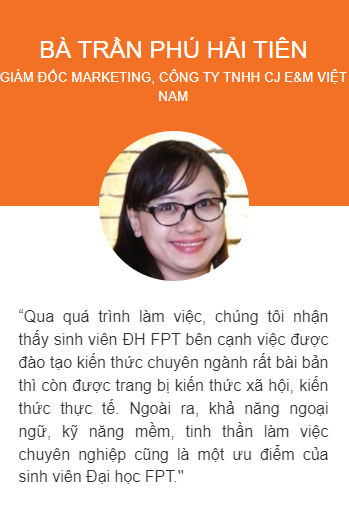 BÀ TRẦN PHÚ HẢI TIÊN
GIÁM ĐỐC MARKETING, CÔNG TY TNHH CJ E&M VIỆT
NAM
“Qua quá trình làm việc, chúng tôi nhận
thấy sinh viên ĐH FPT bên cạnh việc được
đào tạo kiến thức chuyên ngành rất bài bản
thì còn được trang bị kiến thức xã hội, kiến
thức thực tế. Ngoài ra, khả năng ngoại
ngữ, kỹ năng mềm, tinh thần làm việc
chuyên nghiệp cũng là một ưu điểm của
sinh viên Đại học FPT."